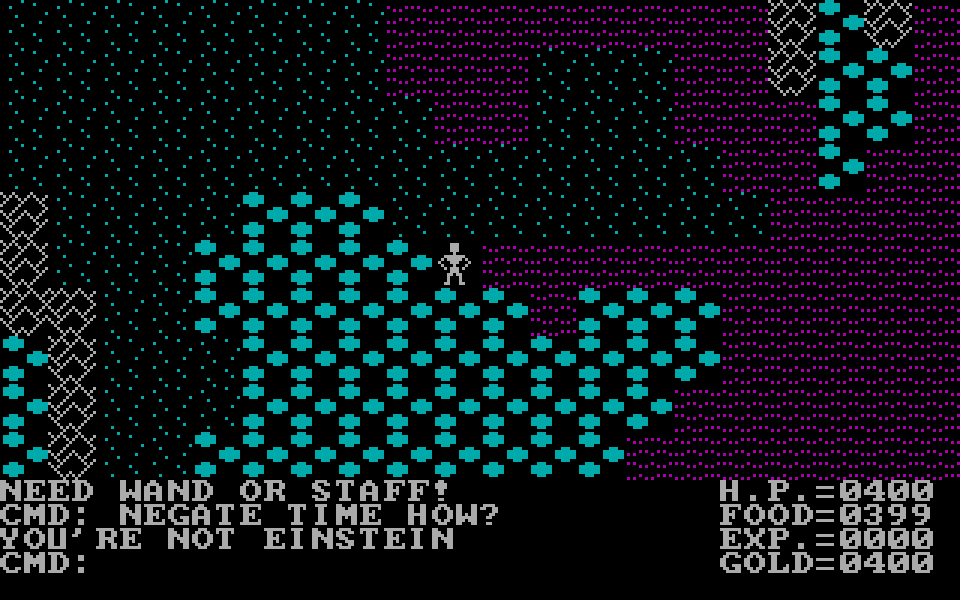 NEED WAND OR STAFF!
CMD: NEGATE TIME HOW?
YOU'RE NOT EINSTEIN
CMD:
H.P.=0400
FOOD=0399
EXP.=0000
GOLD=0400